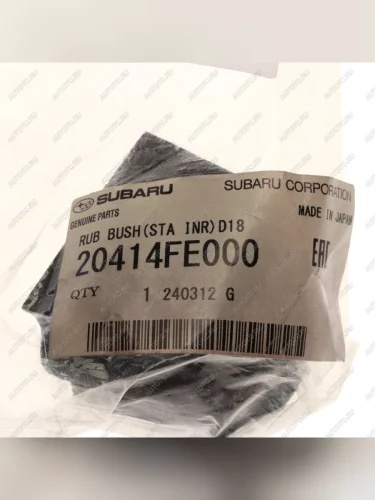 SUBARU SUBARU CORPORATION
GENUINE PARTS MADE IN JAPAN
RUB BUSH(STA INR)D18
20414FE000 EAC
QTY 1 240312 G